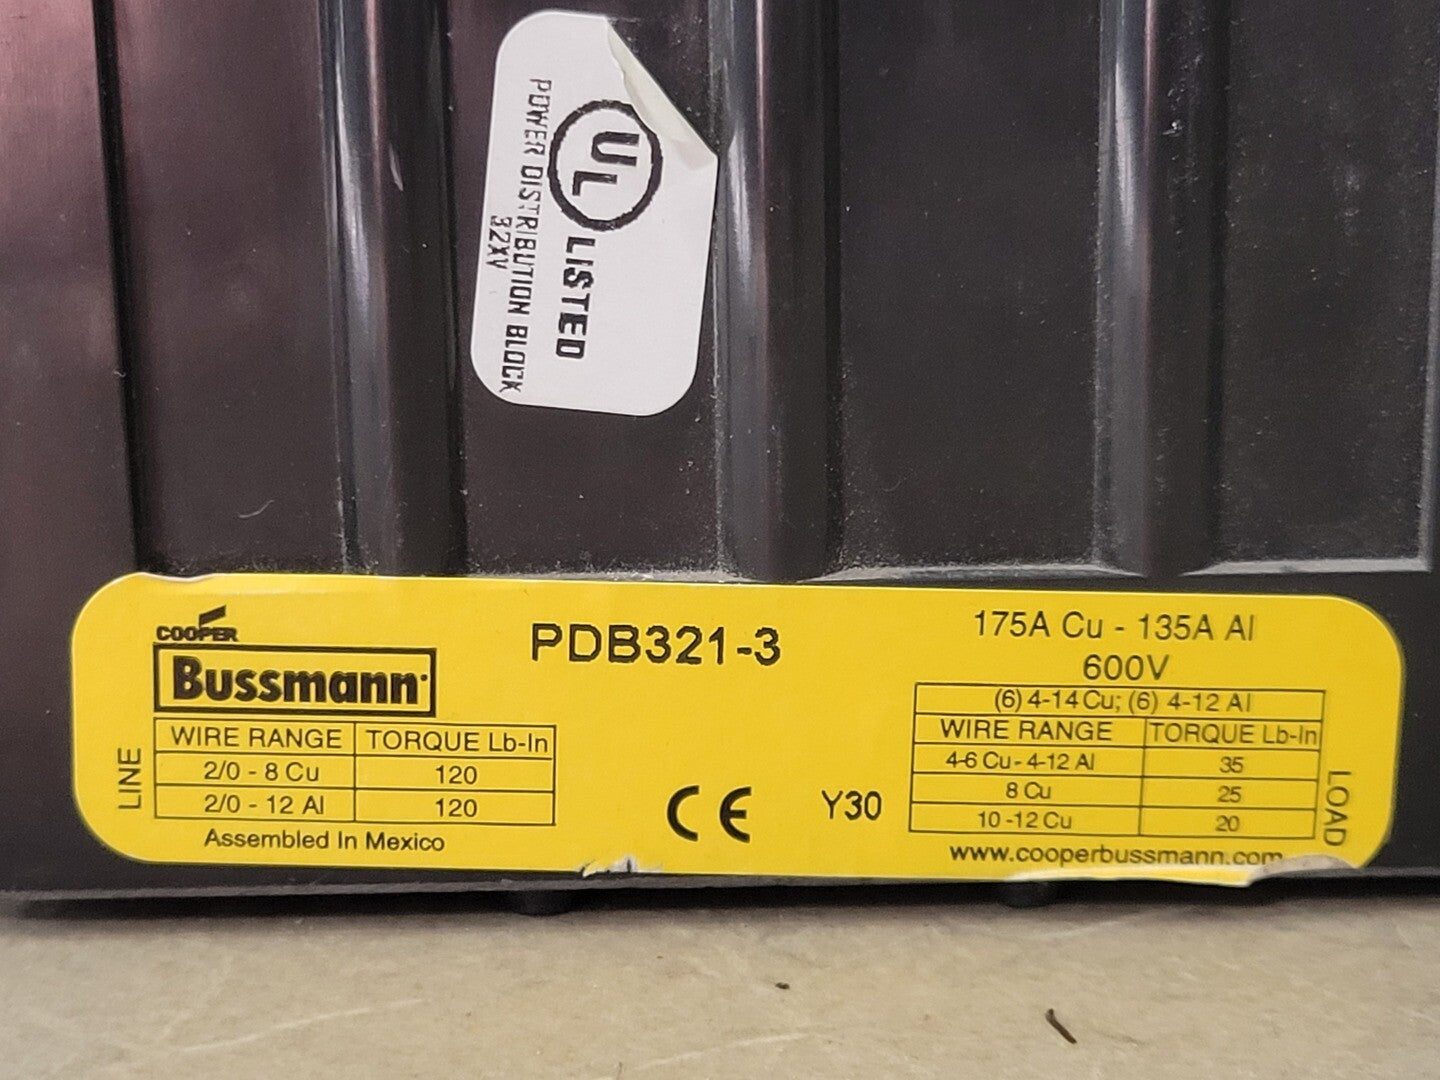 UL LISTED
POWER DISTRIBUTION BLOCK
32XV
COOPER
Bussmann
PDB321-3
175A Cu - 135A Al
600V
LINE
WIRE RANGE TORQUE Lb-In
2/0 - 8 Cu 120
2/0 - 12 Al 120
Assembled In Mexico
CE
Y30
(6) 4-14 Cu; (6) 4-12 Al
WIRE RANGE TORQUE Lb-In
4-6 Cu - 4-12 Al 35
8 Cu 25
10 -12 Cu 20
LOAD
www.cooperbussmann.com